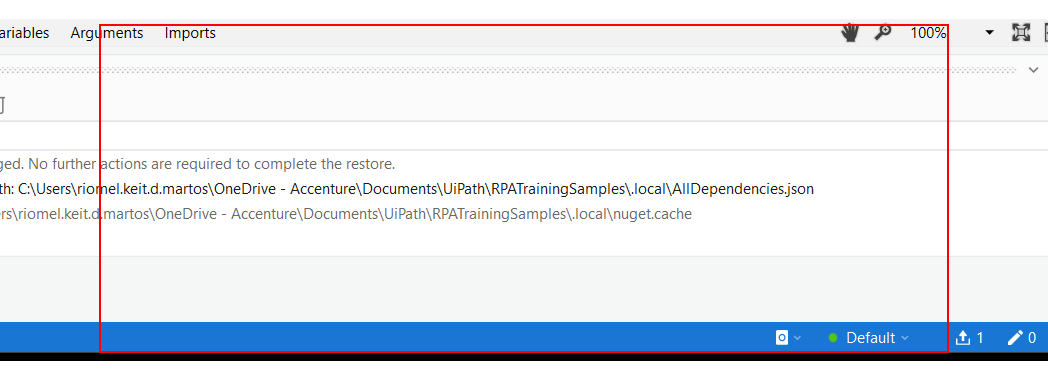 ariables Arguments Imports 100%
ged. No further actions are required to complete the restore.
th: C:\Users\riomel.keit.d.martos\OneDrive - Accenture\Documents\UiPath\RPATrainingSamples\.local\AllDependencies.json
rs\riomel.keit.d.martos\OneDrive - Accenture\Documents\UiPath\RPATrainingSamples\.local\nuget.cache
Default 1 0